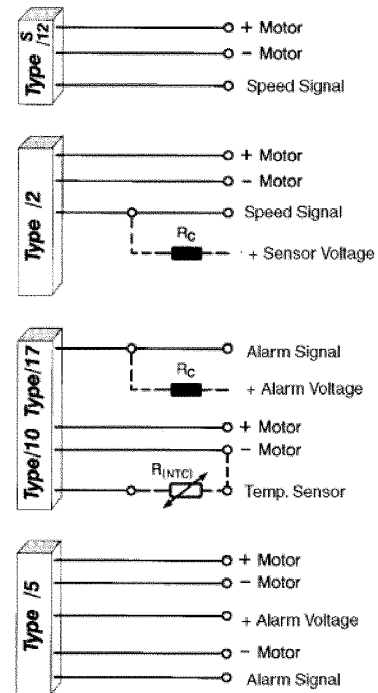 Type S/12
+ Motor
− Motor
Speed Signal
Type /2
+ Motor
− Motor
Speed Signal
RC
+ Sensor Voltage
Type/10 Type/17
Alarm Signal
RC
+ Alarm Voltage
+ Motor
− Motor
R(NTC)
Temp. Sensor
Type /5
+ Motor
− Motor
+ Alarm Voltage
− Motor
Alarm Signal